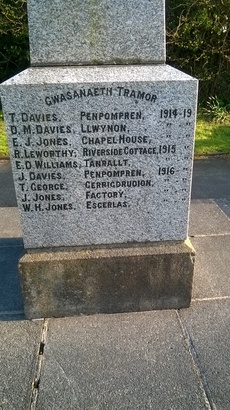 GWASANAETH TRAMOR
T. DAVIES, PENPOMPREN, 1914-19
D. M. DAVIES, LLWYNON, " "
E. J. JONES, CHAPEL HOUSE, " "
R. LEWORTHY, RIVERSIDE COTTAGE, 1915 "
E. D. WILLIAMS, TANRALLT, " "
J. DAVIES, PENPOMPREN, 1916- "
T. GEORGE, CERRIGDRUDION, " "
J. JONES, FACTORY, " "
W. H. JONES, ESGERLAS. " "